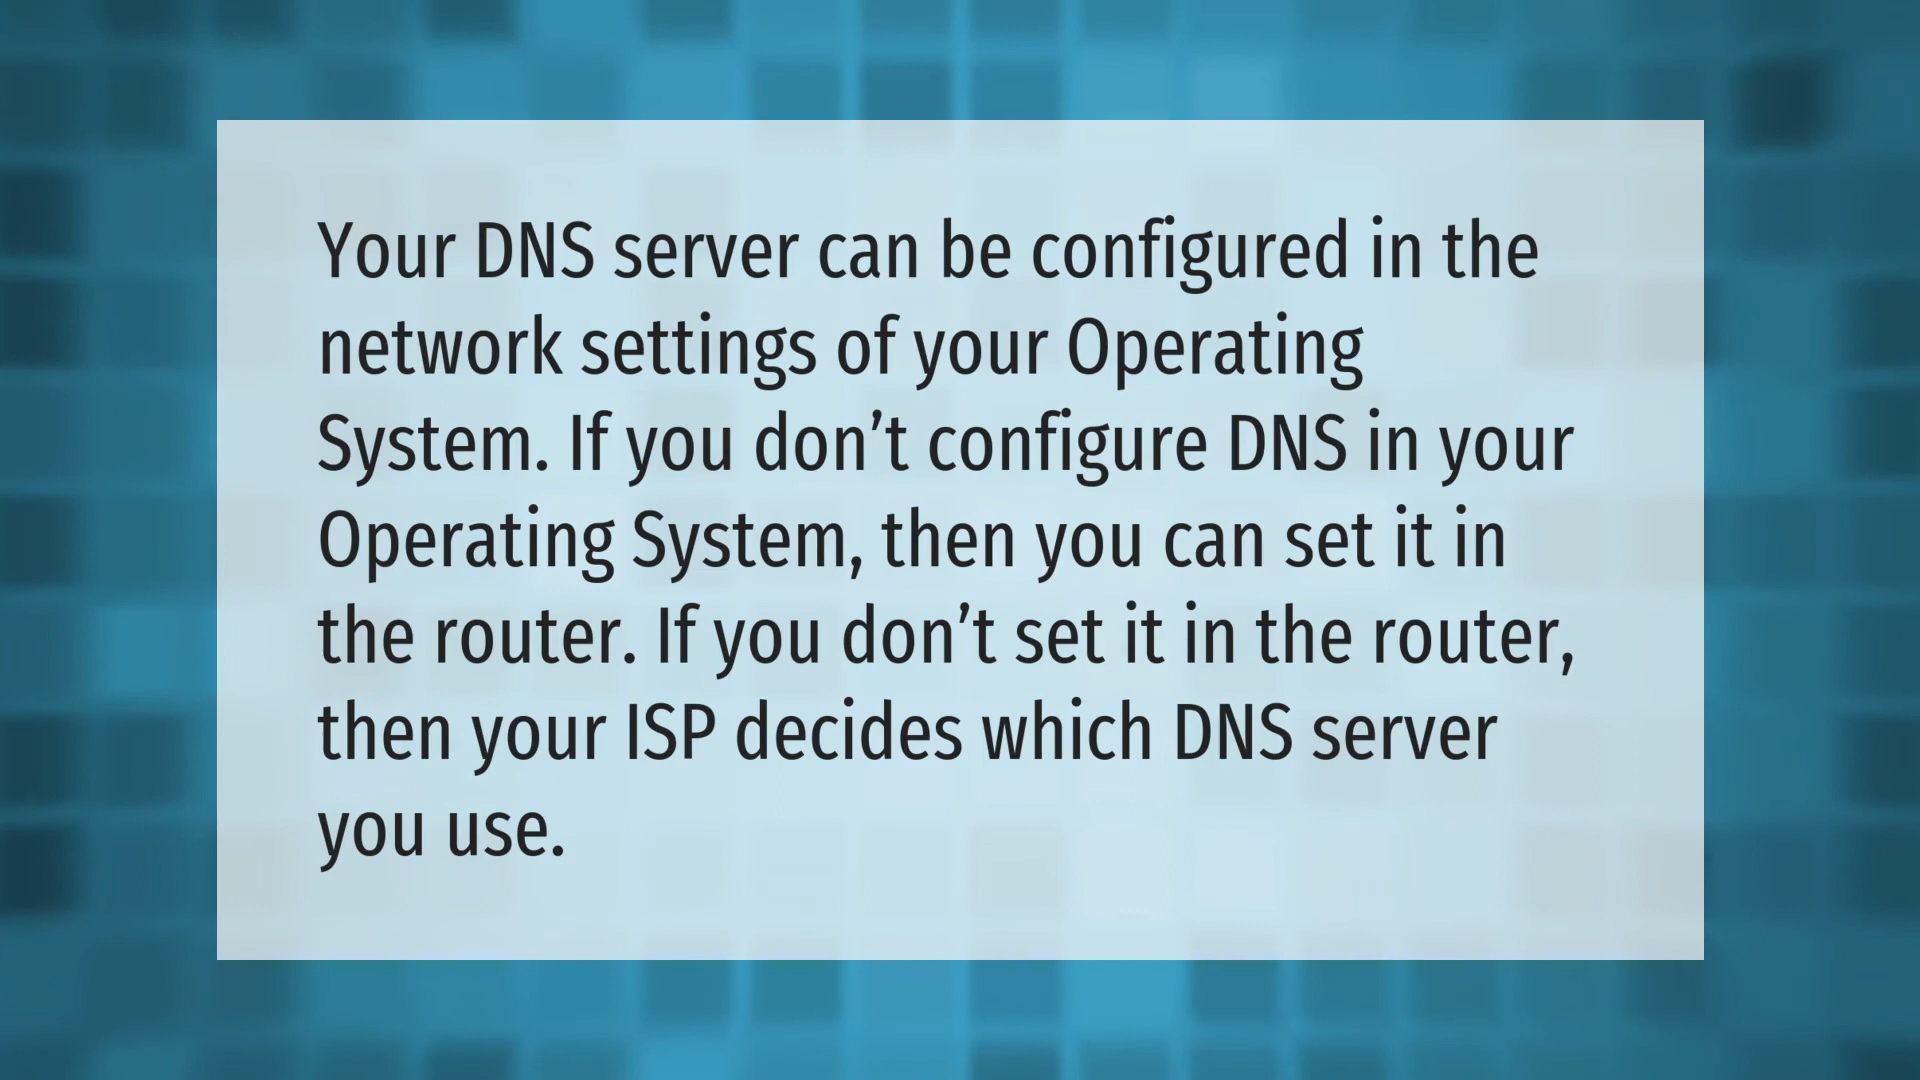 Your DNS server can be configured in the
network settings of your Operating
System. If you don’t configure DNS in your
Operating System, then you can set it in
the router. If you don’t set it in the router,
then your ISP decides which DNS server
you use.